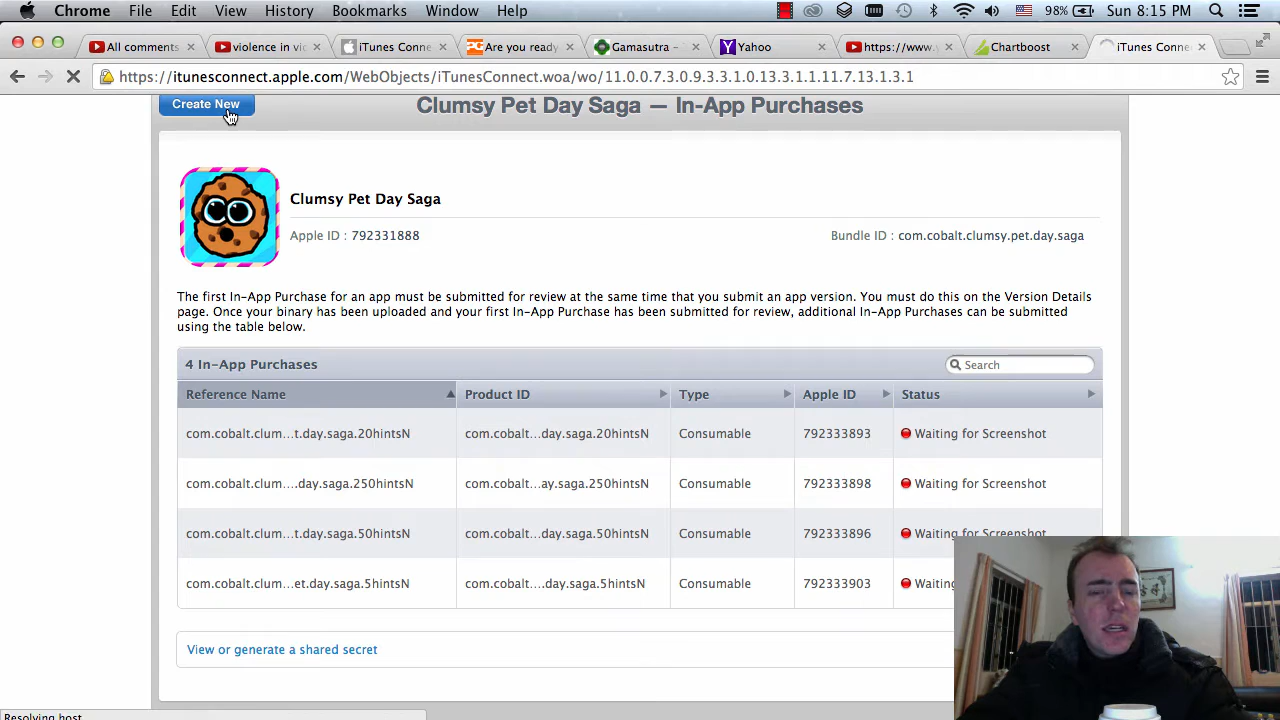 Chrome File Edit View History Bookmarks Window Help 98% Sun 8:15 PM
All comments violence in vi iTunes Conne Are you ready Gamasutra - Yahoo https://www.y Chartboost iTunes Conne
https://itunesconnect.apple.com/WebObjects/iTunesConnect.woa/wo/11.0.0.7.3.0.9.3.3.1.0.13.3.1.1.11.7.13.1.3.1
Create New Clumsy Pet Day Saga — In-App Purchases
Clumsy Pet Day Saga
Apple ID : 792331888 Bundle ID : com.cobalt.clumsy.pet.day.saga
The first In-App Purchase for an app must be submitted for review at the same time that you submit an app version. You must do this on the Version Details
page. Once your binary has been uploaded and your first In-App Purchase has been submitted for review, additional In-App Purchases can be submitted
using the table below.
4 In-App Purchases Search
Reference Name Product ID Type Apple ID Status
com.cobalt.clum...t.day.saga.20hintsN com.cobalt...day.saga.20hintsN Consumable 792333893 Waiting for Screenshot
com.cobalt.clum...day.saga.250hintsN com.cobalt...ay.saga.250hintsN Consumable 792333898 Waiting for Screenshot
com.cobalt.clum...t.day.saga.50hintsN com.cobalt...day.saga.50hintsN Consumable 792333896 Waiting for Screenshot
com.cobalt.clum...et.day.saga.5hintsN com.cobalt....day.saga.5hintsN Consumable 792333903 Waiting
View or generate a shared secret
Resolving host